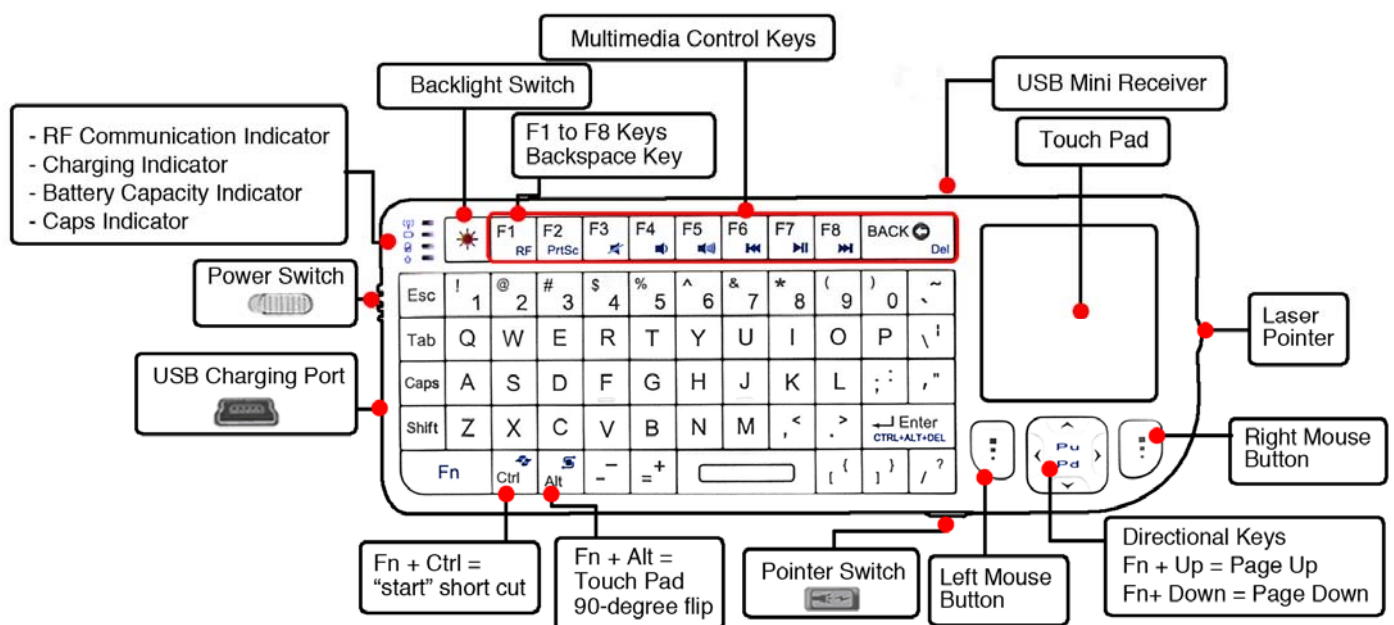 Multimedia Control Keys
Backlight Switch
USB Mini Receiver
- RF Communication Indicator
- Charging Indicator
- Battery Capacity Indicator
- Caps Indicator
F1 to F8 Keys
Backspace Key
Touch Pad
F1 RF F2 PrtSc F3 F4 F5 F6 F7 F8 BACK Del
Power Switch
Esc ! 1 @ 2 # 3 $ 4 % 5 ^ 6 & 7 * 8 ( 9 ) 0 ` ~
Tab Q W E R T Y U I O P \ ¦
Laser
Pointer
USB Charging Port
Caps A S D F G H J K L ; : , "
Shift Z X C V B N M , < . > Enter
CTRL+ALT+DEL
Fn Ctrl Alt - − = + [ { ] } / ?
Pu
Pd
Right Mouse
Button
Fn + Ctrl =
“start” short cut
Fn + Alt =
Touch Pad
90-degree flip
Pointer Switch
Left Mouse
Button
Directional Keys
Fn + Up = Page Up
Fn+ Down = Page Down